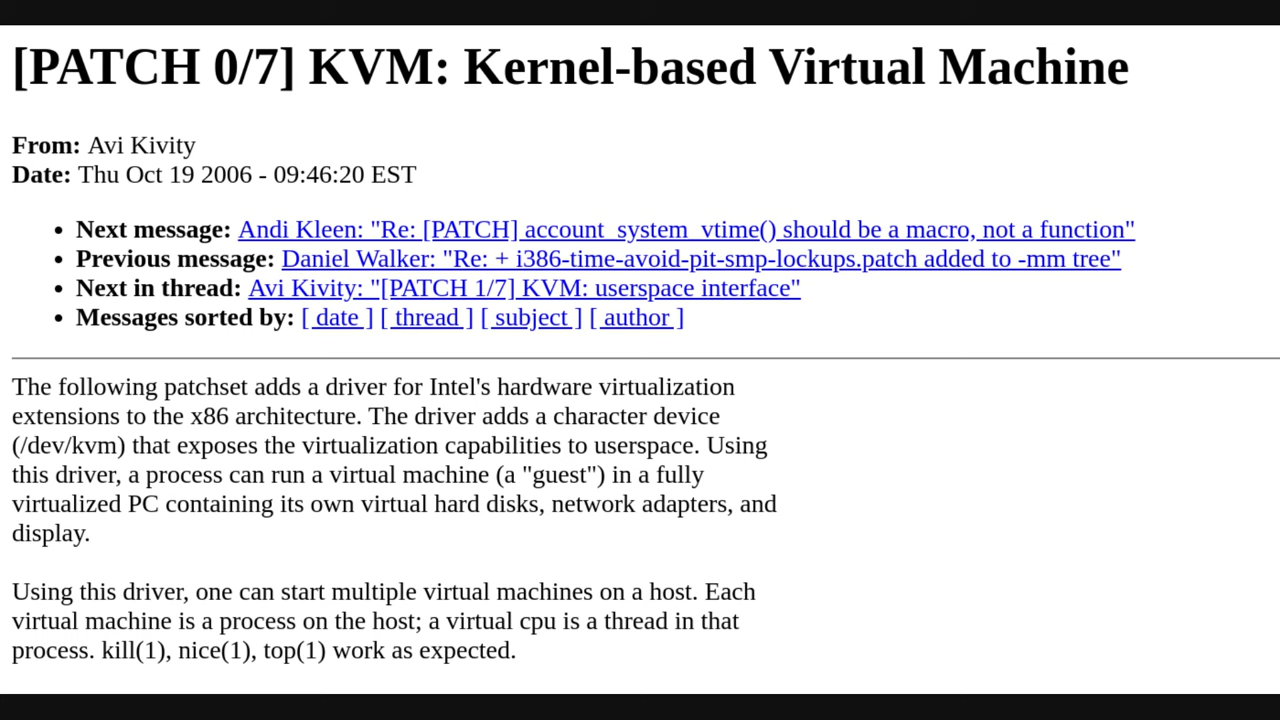 [PATCH 0/7] KVM: Kernel-based Virtual Machine
From: Avi Kivity
Date: Thu Oct 19 2006 - 09:46:20 EST
• Next message: Andi Kleen: "Re: [PATCH] account_system_vtime() should be a macro, not a function"
• Previous message: Daniel Walker: "Re: + i386-time-avoid-pit-smp-lockups.patch added to -mm tree"
• Next in thread: Avi Kivity: "[PATCH 1/7] KVM: userspace interface"
• Messages sorted by: [ date ] [ thread ] [ subject ] [ author ]
The following patchset adds a driver for Intel's hardware virtualization
extensions to the x86 architecture. The driver adds a character device
(/dev/kvm) that exposes the virtualization capabilities to userspace. Using
this driver, a process can run a virtual machine (a "guest") in a fully
virtualized PC containing its own virtual hard disks, network adapters, and
display.
Using this driver, one can start multiple virtual machines on a host. Each
virtual machine is a process on the host; a virtual cpu is a thread in that
process. kill(1), nice(1), top(1) work as expected.